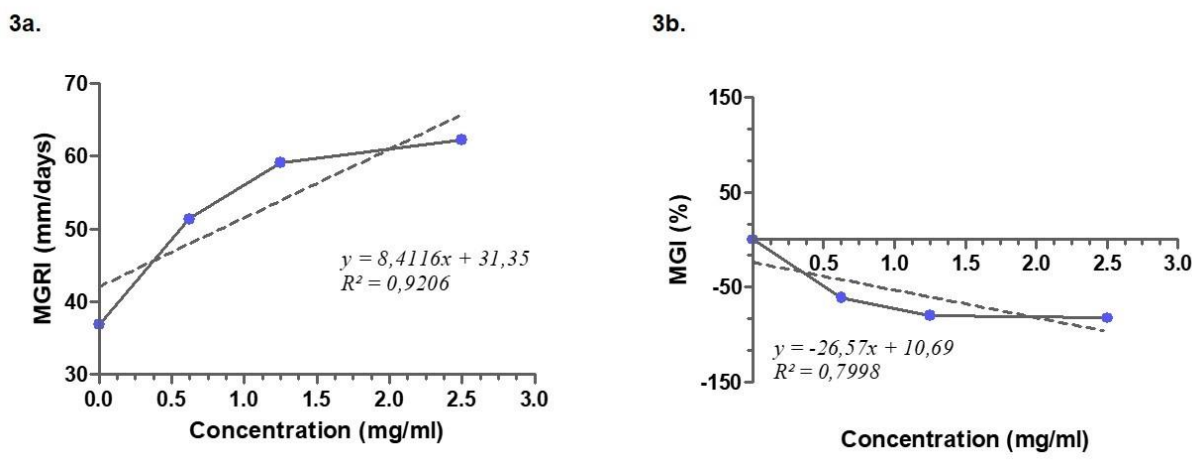 3a.
MGRI (mm/days)
70
60
50
40
30
y = 8,4116x + 31,35
R² = 0,9206
0.0 0.5 1.0 1.5 2.0 2.5 3.0
Concentration (mg/ml)
3b.
MGI (%)
150
50
-50
-150
0.5 1.0 1.5 2.0 2.5 3.0
y = -26,57x + 10,69
R² = 0,7998
Concentration (mg/ml)